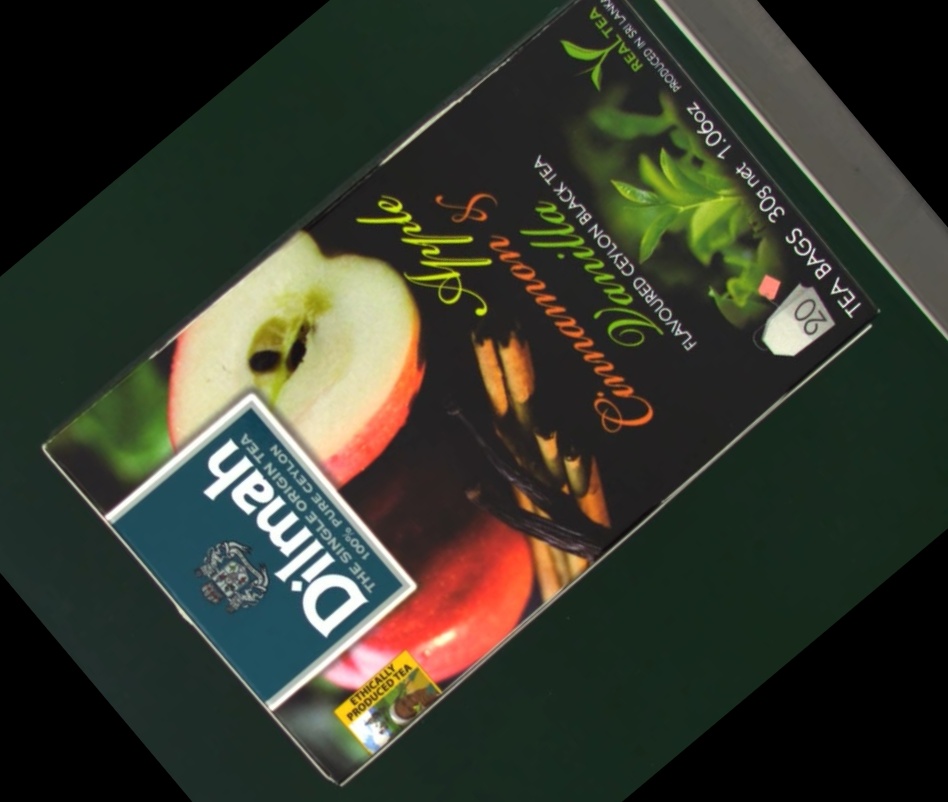 Dilmah
THE SINGLE ORIGIN TEA
100% PURE CEYLON
ETHICALLY
PRODUCED TEA
Apple
Cinnamon &
Vanilla
FLAVOURED CEYLON BLACK TEA
20
TEA BAGS 30g net 1.06oz
REAL TEA
PRODUCED IN SRI LANKA